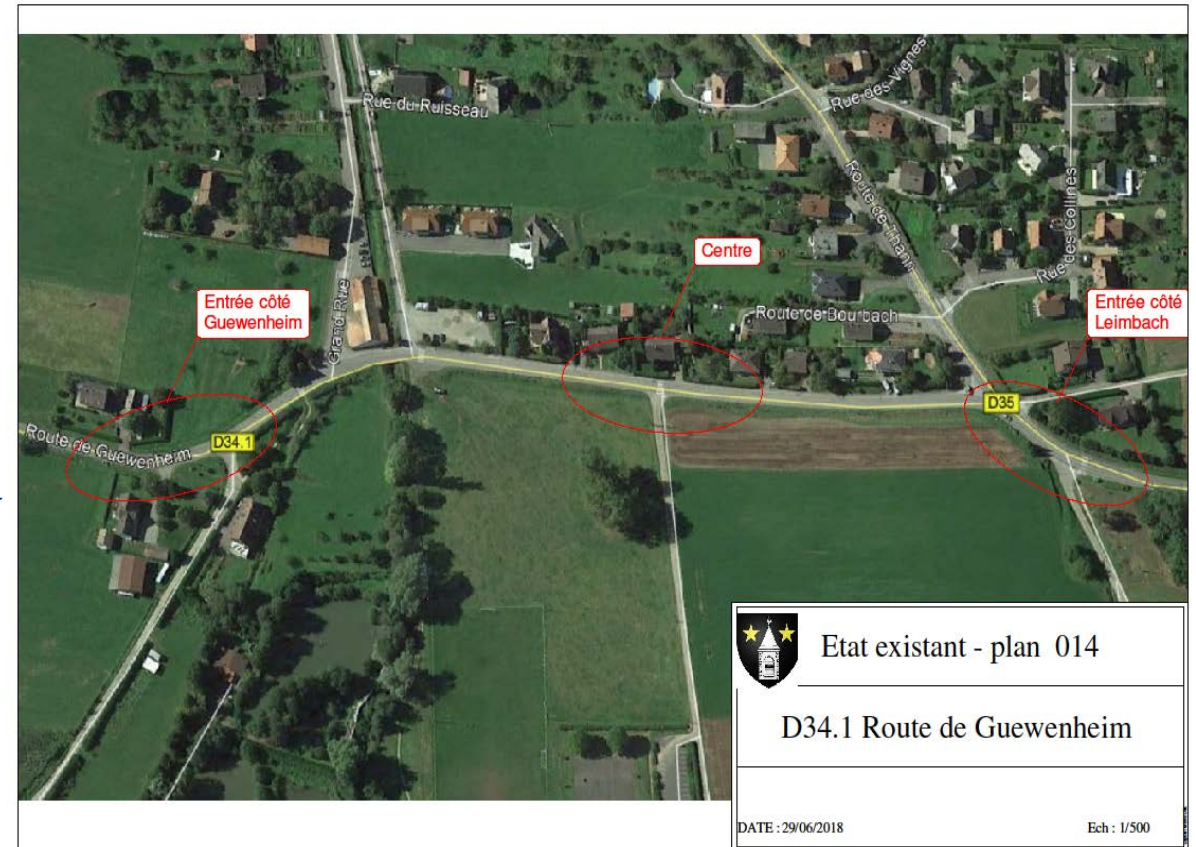 Rue du Ruisseau
Rue des Vignes
Route de Thann
Rue des Collines
Centre
Entrée côté
Guewenheim
Grand Rue
Route de Bourbach
Entrée côté
Leimbach
D35
D34.1
Route de Guewenheim
Etat existant - plan 014
D34.1 Route de Guewenheim
DATE : 29/06/2018
Ech : 1/500